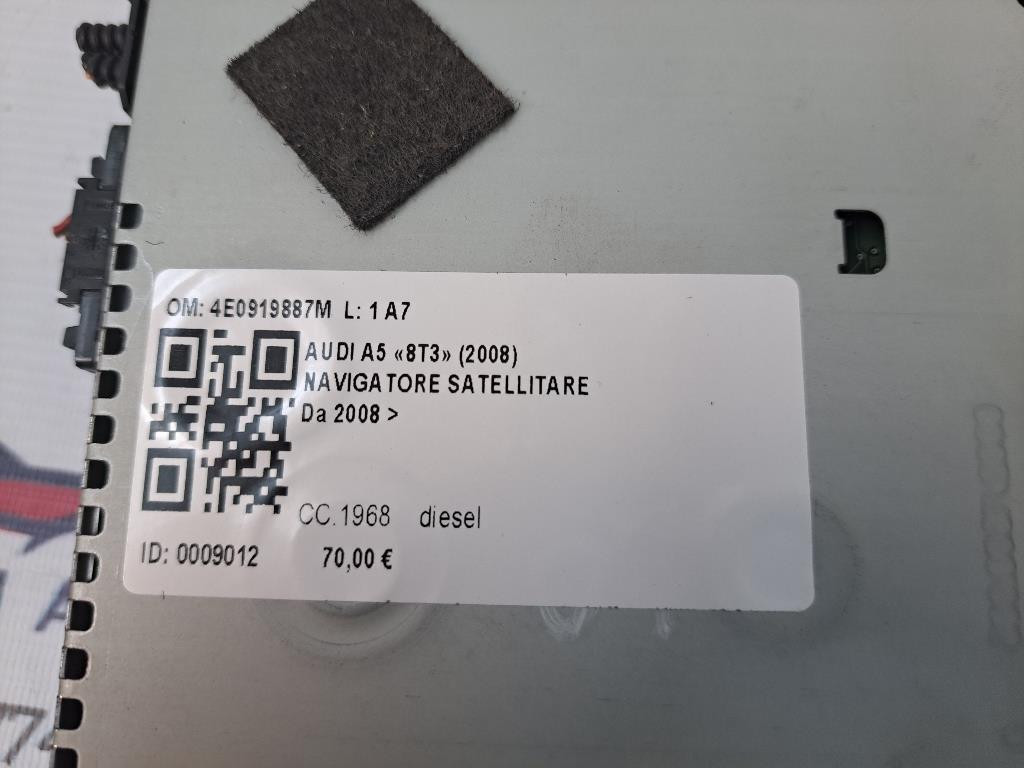 OM: 4E0919887M L: 1 A7
AUDI A5 «8T3» (2008)
NAVIGATORE SATELLITARE
Da 2008 >
CC.1968 diesel
ID: 0009012 70,00 €